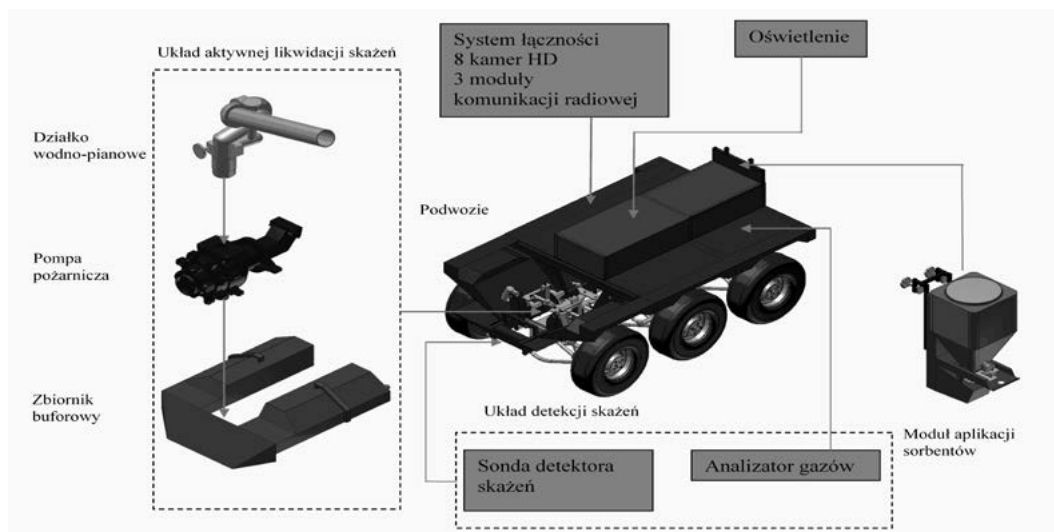 Układ aktywnej likwidacji skażeń
Działko
wodno-pianowe
Pompa
pożarnicza
Zbiornik
buforowy
System łączności
8 kamer HD
3 moduły
komunikacji radiowej
Oświetlenie
Podwozie
Układ detekcji skażeń
Sonda detektora
skażeń
Analizator gazów
Moduł aplikacji
sorbentów